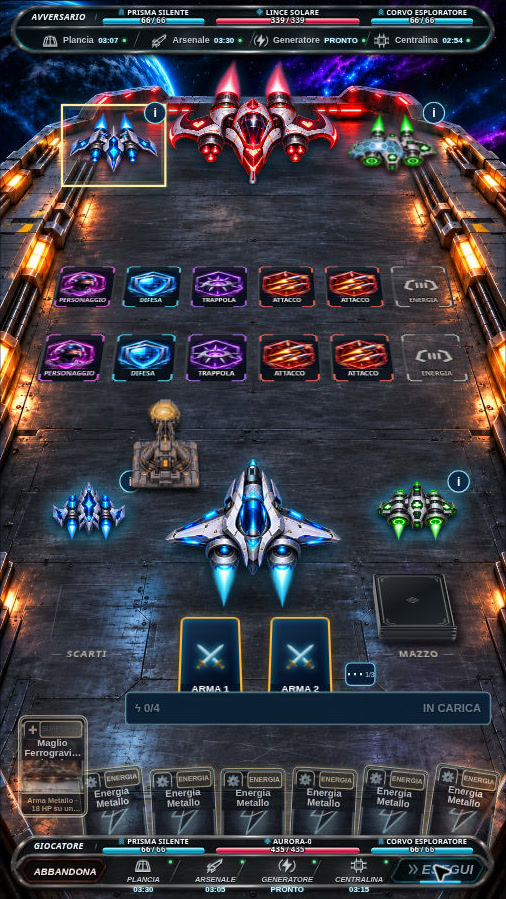 AVVERSARIO
PRISMA SILENTE
66/66
LINCE SOLARE
339/339
CORVO ESPLORATORE
66/66
Plancia 03:07
Arsenale 03:30
Generatore PRONTO
Centralina 02:54
i
i
PERSONAGGIO DIFESA TRAPPOLA ATTACCO ATTACCO ENERGIA
PERSONAGGIO DIFESA TRAPPOLA ATTACCO ATTACCO ENERGIA
i
i
SCARTI
MAZZO
ARMA 1
ARMA 2
1/3
0/4
IN CARICA
Maglio
Ferrogravi...
Arma Metallo ·
18 HP su un...
ENERGIA
Energia
Metallo
ENERGIA
Energia
Metallo
ENERGIA
Energia
Metallo
ENERGIA
Energia
Metallo
ENERGIA
Energia
Metallo
ENERGIA
Energia
Metallo
GIOCATORE
PRISMA SILENTE
66/66
AURORA-0
435/435
CORVO ESPLORATORE
66/66
ABBANDONA
PLANCIA
03:30
ARSENALE
03:05
GENERATORE
PRONTO
CENTRALINA
03:15
ESEGUI